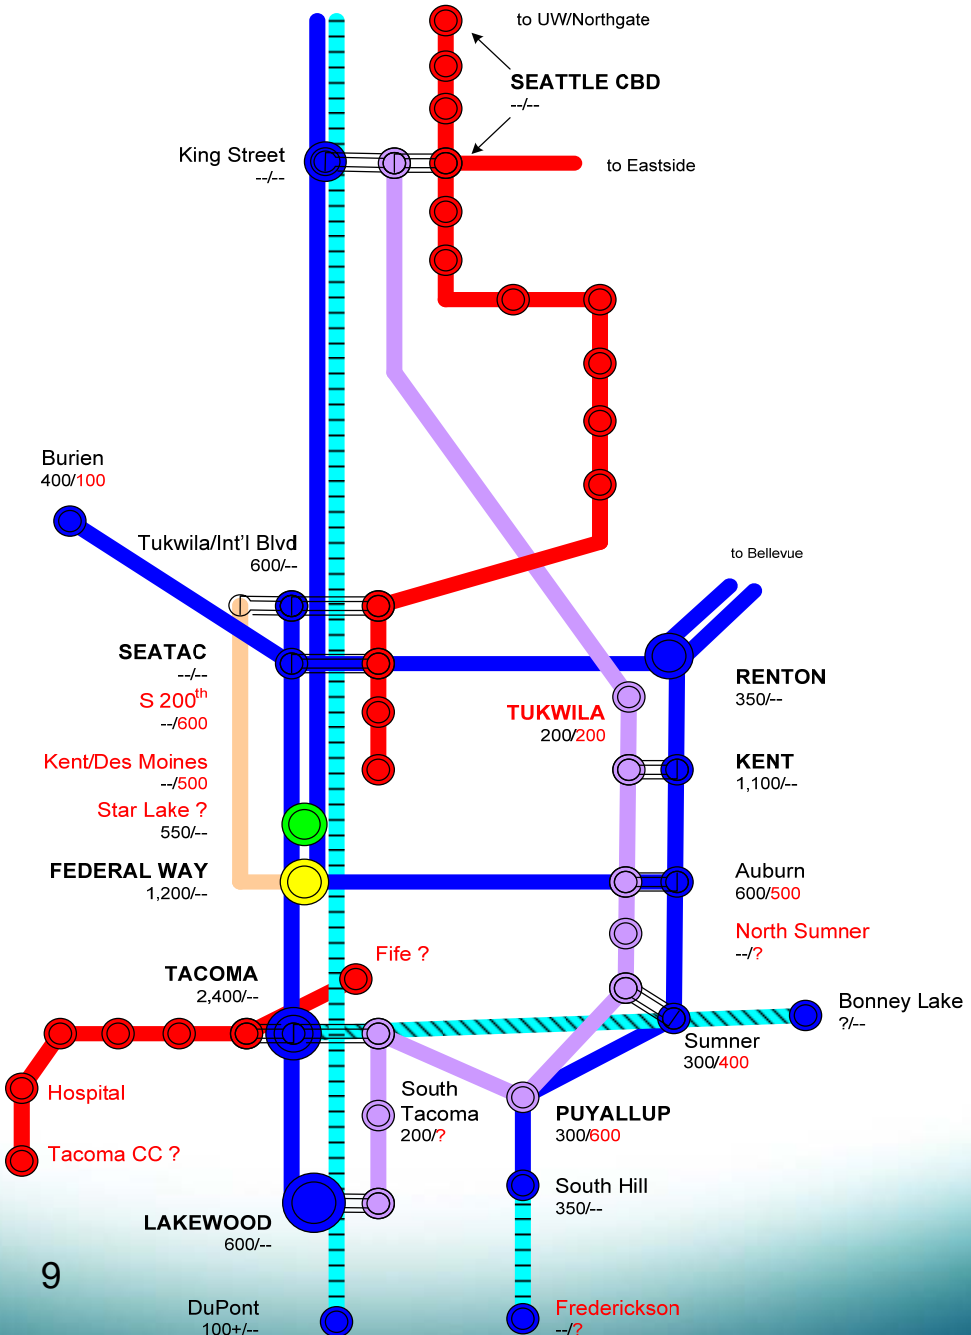 to UW/Northgate
SEATTLE CBD
--/--
King Street
--/--
to Eastside
Burien
400/100
Tukwila/Int'l Blvd
600/--
to Bellevue
SEATAC
--/--
S 200th
--/600
RENTON
350/--
TUKWILA
200/200
Kent/Des Moines
--/500
KENT
1,100/--
Star Lake ?
550/--
FEDERAL WAY
1,200/--
Auburn
600/500
North Sumner
--/?
Fife ?
TACOMA
2,400/--
Bonney Lake
?/--
Sumner
300/400
Hospital
South
Tacoma
200/?
PUYALLUP
300/600
Tacoma CC ?
South Hill
350/--
LAKEWOOD
600/--
9
DuPont
100+/--
Frederickson
--/?